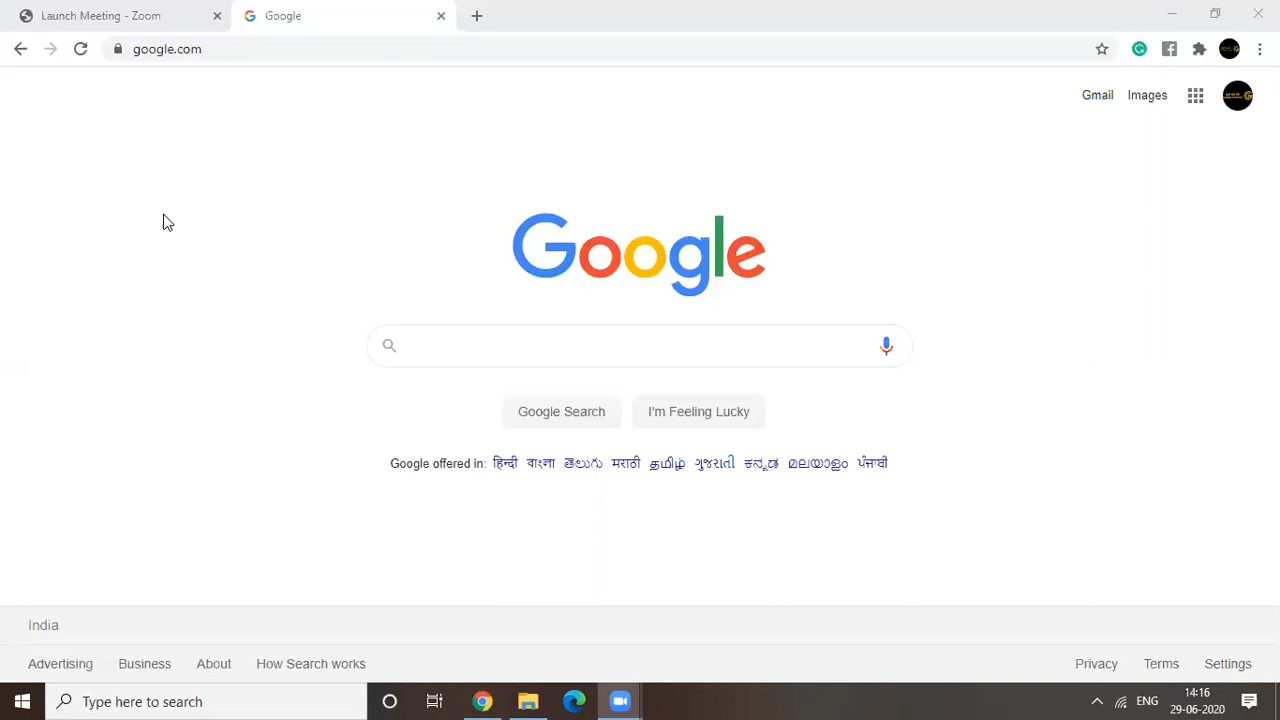 Launch Meeting - Zoom
Google
google.com
Gmail Images
Google
Google Search I'm Feeling Lucky
Google offered in: हिन्दी বাংলা తెలుగు मराठी தமிழ் ગુજરાતી ಕನ್ನಡ മലയാളം ਪੰਜਾਬੀ
India
Advertising Business About How Search works Privacy Terms Settings
Type here to search
ENG
14:16
29-06-2020